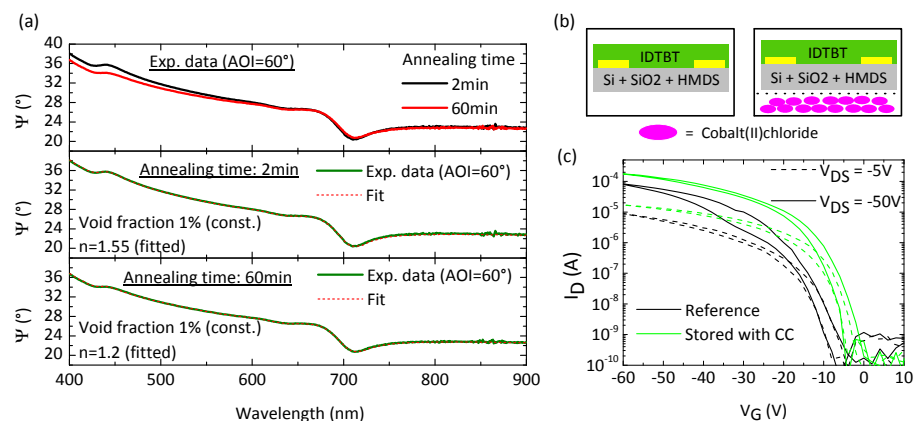 (a)
40
36
32
28
24
20
Ψ (°)
Exp. data (AOI=60°)
Annealing time
2min
60min
36
32
28
24
20
Ψ (°)
Annealing time: 2min
Exp. data (AOI=60°)
Fit
Void fraction 1% (const.)
n=1.55 (fitted)
36
32
28
24
20
Ψ (°)
Annealing time: 60min
Exp. data (AOI=60°)
Fit
Void fraction 1% (const.)
n=1.2 (fitted)
400 500 600 700 800 900
Wavelength (nm)
(b)
IDTBT
Si + SiO2 + HMDS
IDTBT
Si + SiO2 + HMDS
= Cobalt(II)chloride
(c)
10⁻⁴
10⁻⁵
10⁻⁶
10⁻⁷
10⁻⁸
10⁻⁹
10⁻¹⁰
I_D (A)
V_DS = -5V
V_DS = -50V
Reference
Stored with CC
-60 -50 -40 -30 -20 -10 0 10
V_G (V)